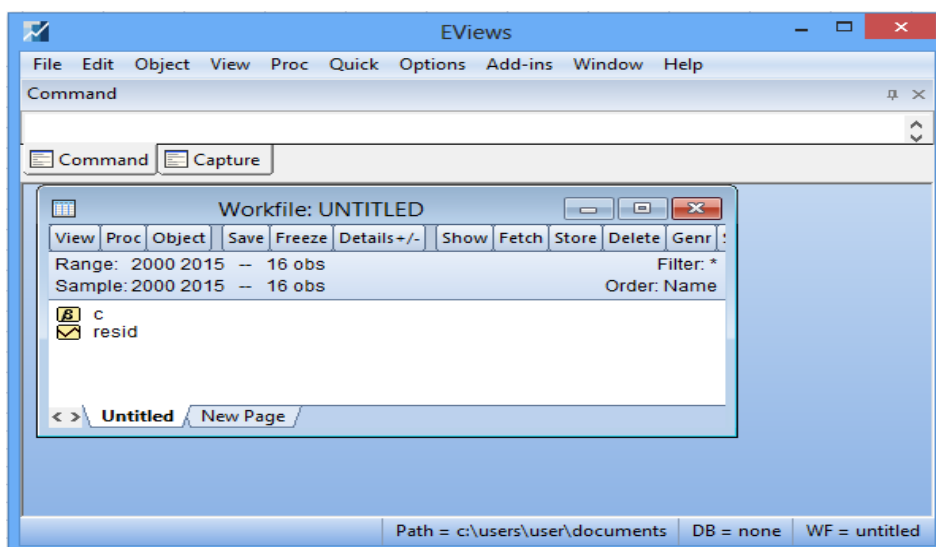 EViews
File Edit Object View Proc Quick Options Add-ins Window Help
Command
Command Capture
Workfile: UNTITLED
View Proc Object Save Freeze Details+/- Show Fetch Store Delete Genr
Range: 2000 2015 -- 16 obs Filter: *
Sample: 2000 2015 -- 16 obs Order: Name
β c
resid
< > Untitled New Page
Path = c:\users\user\documents DB = none WF = untitled